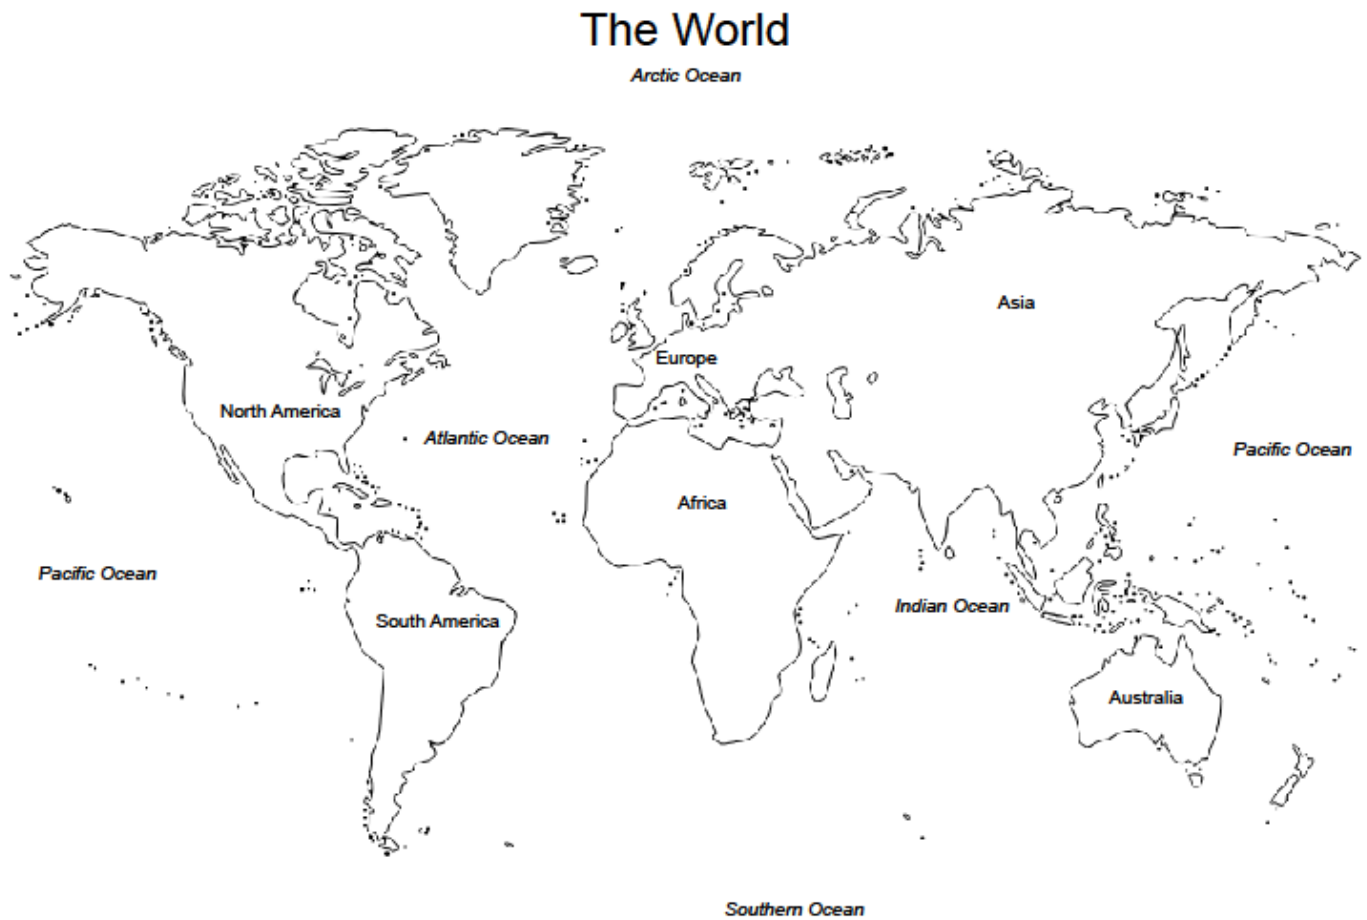 The World
Arctic Ocean
Asia
Europe
North America
Atlantic Ocean
Pacific Ocean
Africa
Pacific Ocean
Indian Ocean
South America
Australia
Southern Ocean